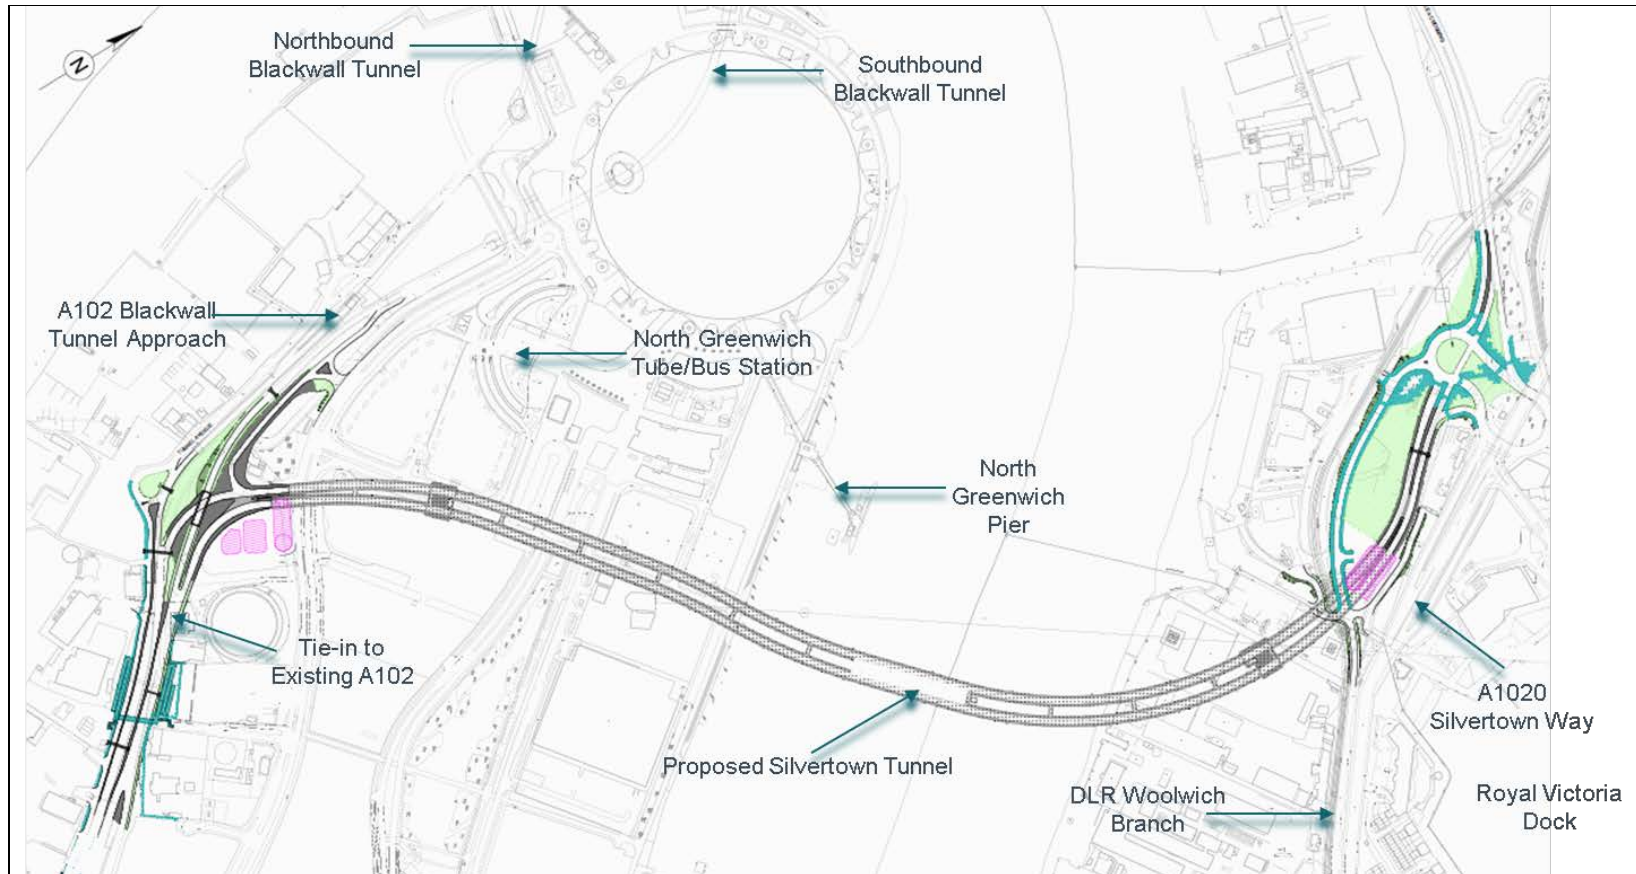 N
Northbound
Blackwall Tunnel
Southbound
Blackwall Tunnel
A102 Blackwall
Tunnel Approach
North Greenwich
Tube/Bus Station
North
Greenwich
Pier
Tie-in to
Existing A102
Proposed Silvertown Tunnel
A1020
Silvertown Way
DLR Woolwich
Branch
Royal Victoria
Dock